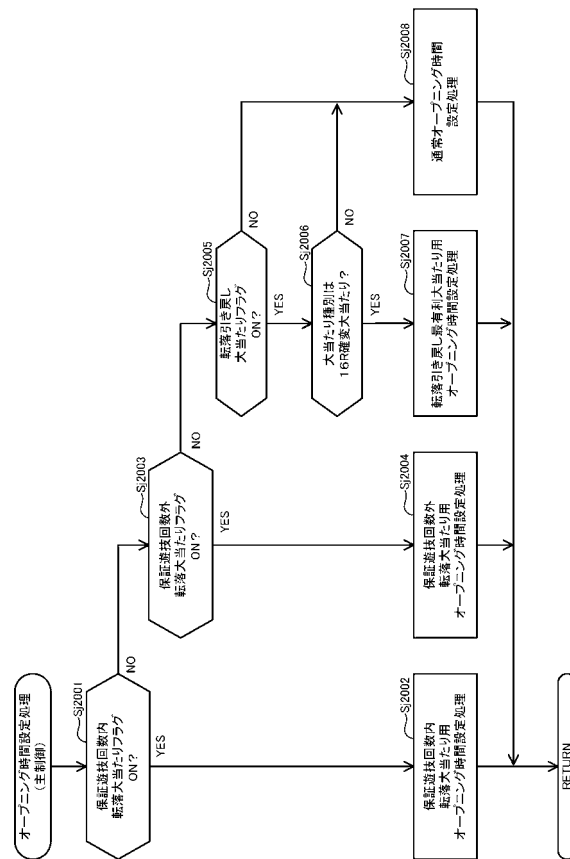 オープニング時間設定処理
(主制御)
Sj2001
保証遊技回数内
転落大当たりフラグ
ON?
NO
YES
Sj2002
保証遊技回数内
転落大当たり用
オープニング時間設定処理
Sj2003
保証遊技回数外
転落大当たりフラグ
ON?
NO
YES
Sj2004
保証遊技回数外
転落大当たり用
オープニング時間設定処理
Sj2005
転落引き戻し
大当たりフラグ
ON?
NO
YES
Sj2006
大当たり種別は
16R確変大当たり?
NO
YES
Sj2007
転落引き戻し最有利大当たり用
オープニング時間設定処理
Sj2008
通常オープニング時間
設定処理
RETURN